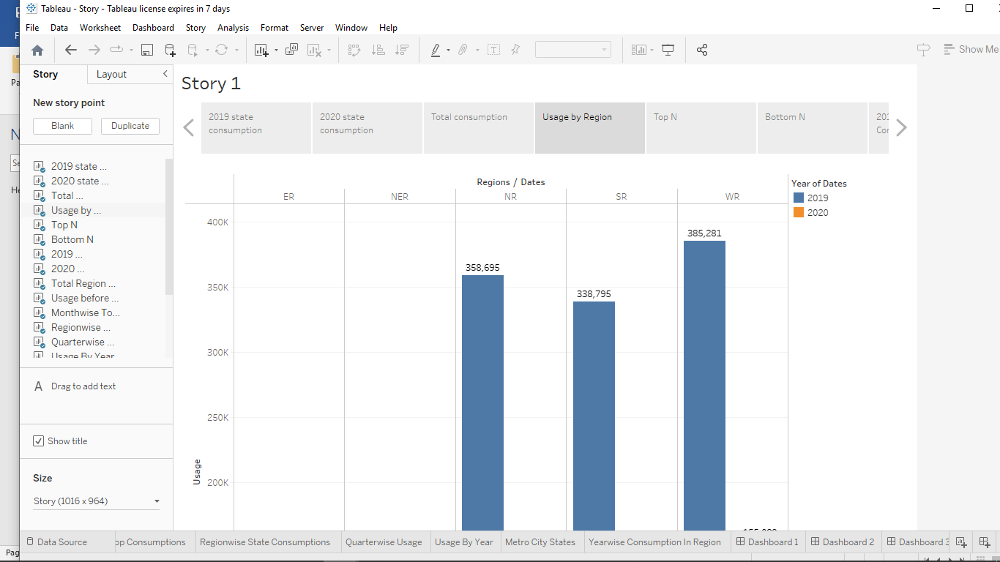 Tableau - Story - Tableau license expires in 7 days
File Data Worksheet Dashboard Story Analysis Format Server Window Help
Show Me
Story Layout
New story point
Blank Duplicate
2019 state ...
2020 state ...
Total ...
Usage by ...
Top N
Bottom N
2019 ...
2020 ...
Total Region ...
Usage before ...
Monthwise To...
Regionwise ...
Quarterwise ...
Usage By Year
A Drag to add text
Show title
Size
Story (1016 x 964)
Story 1
2019 state
consumption
2020 state
consumption
Total consumption
Usage by Region
Top N
Bottom N
Regions / Dates
ER NER NR SR WR
Year of Dates
2019
2020
400K
350K
300K
250K
200K
Usage
385,281
358,695
338,795
Data Source op Consumptions Regionwise State Consumptions Quarterwise Usage Usage By Year Metro City States Yearwise Consumption In Region Dashboard 1 Dashboard 2 Dashboard 3
Pag